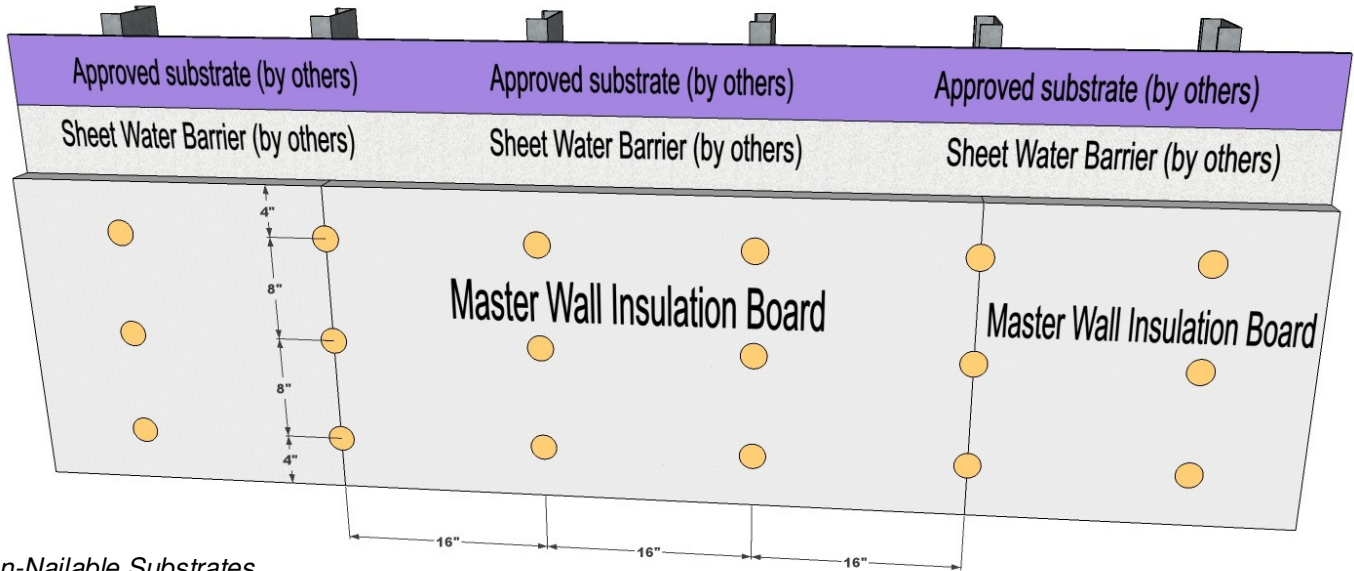 Approved substrate (by others)
Approved substrate (by others)
Approved substrate (by others)
Sheet Water Barrier (by others)
Sheet Water Barrier (by others)
Sheet Water Barrier (by others)
4"
8"
Master Wall Insulation Board
Master Wall Insulation Board
8"
4"
16"
16"
16"
n-Nailable Substrates